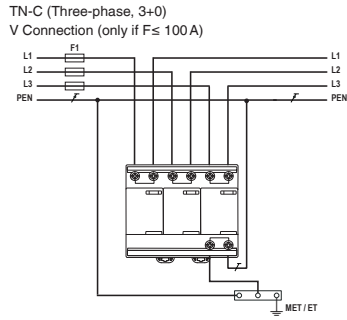 TN-C (Three-phase, 3+0)
V Connection (only if F≤ 100 A)
F1
L1 L1
L2 L2
L3 L3
PEN PEN
MET / ET